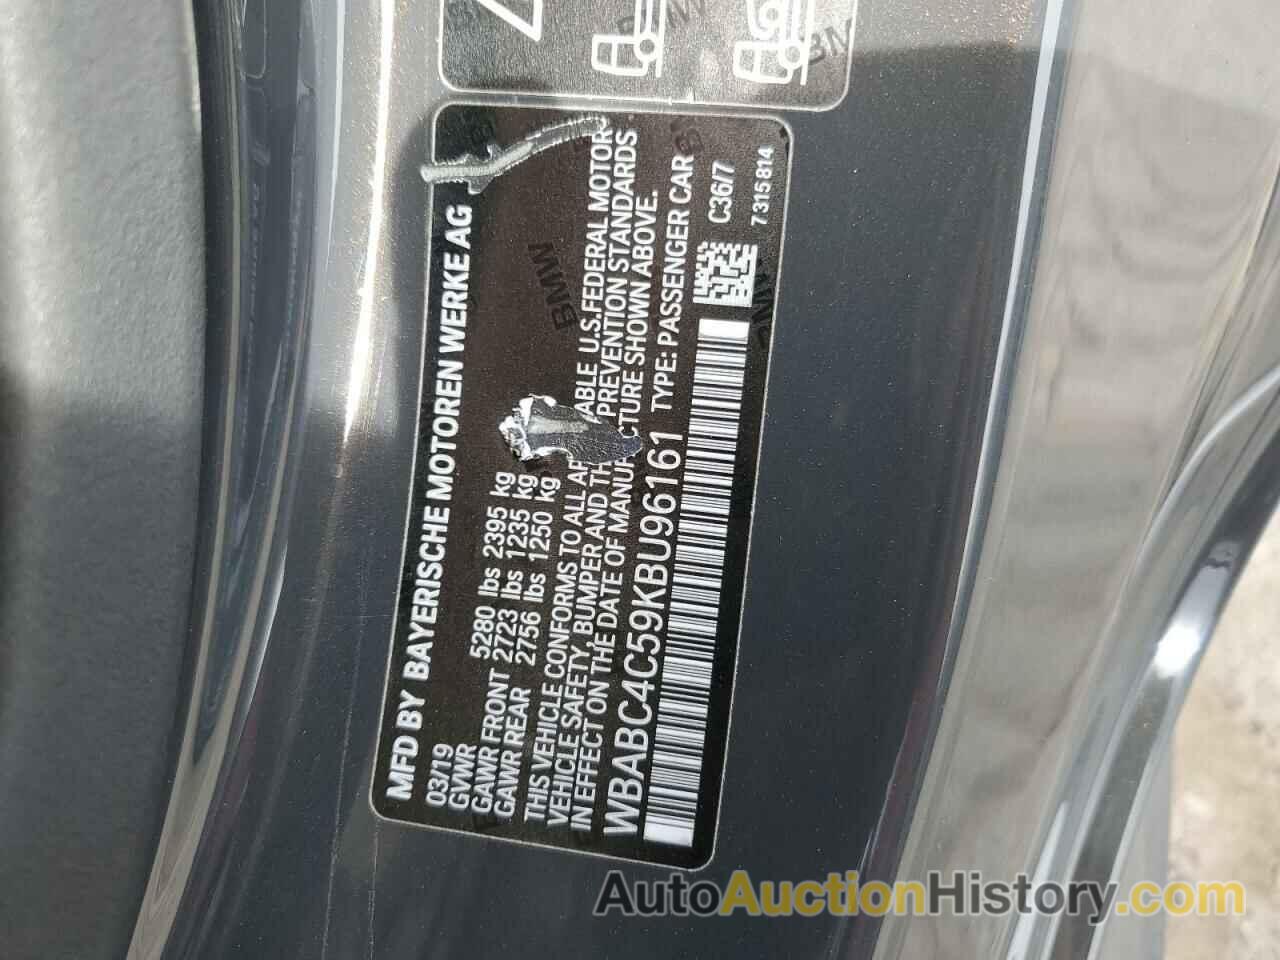 MFD BY BAYERISCHE MOTOREN WERKE AG
03/19
GVWR 5280 lbs 2395 kg
GAWR FRONT 2723 lbs 1235 kg
GAWR REAR 2756 lbs 1250 kg
THIS VEHICLE CONFORMS TO ALL U.S.FEDERAL MOTOR
VEHICLE SAFETY, BUMPER AND PREVENTION STANDARDS
IN EFFECT ON THE DATE OF SHOWN ABOVE.
WBABC4C59KBU96161 TYPE: PASSENGER CAR
C36/7
7315814
BMW
AutoAuctionHistory.com